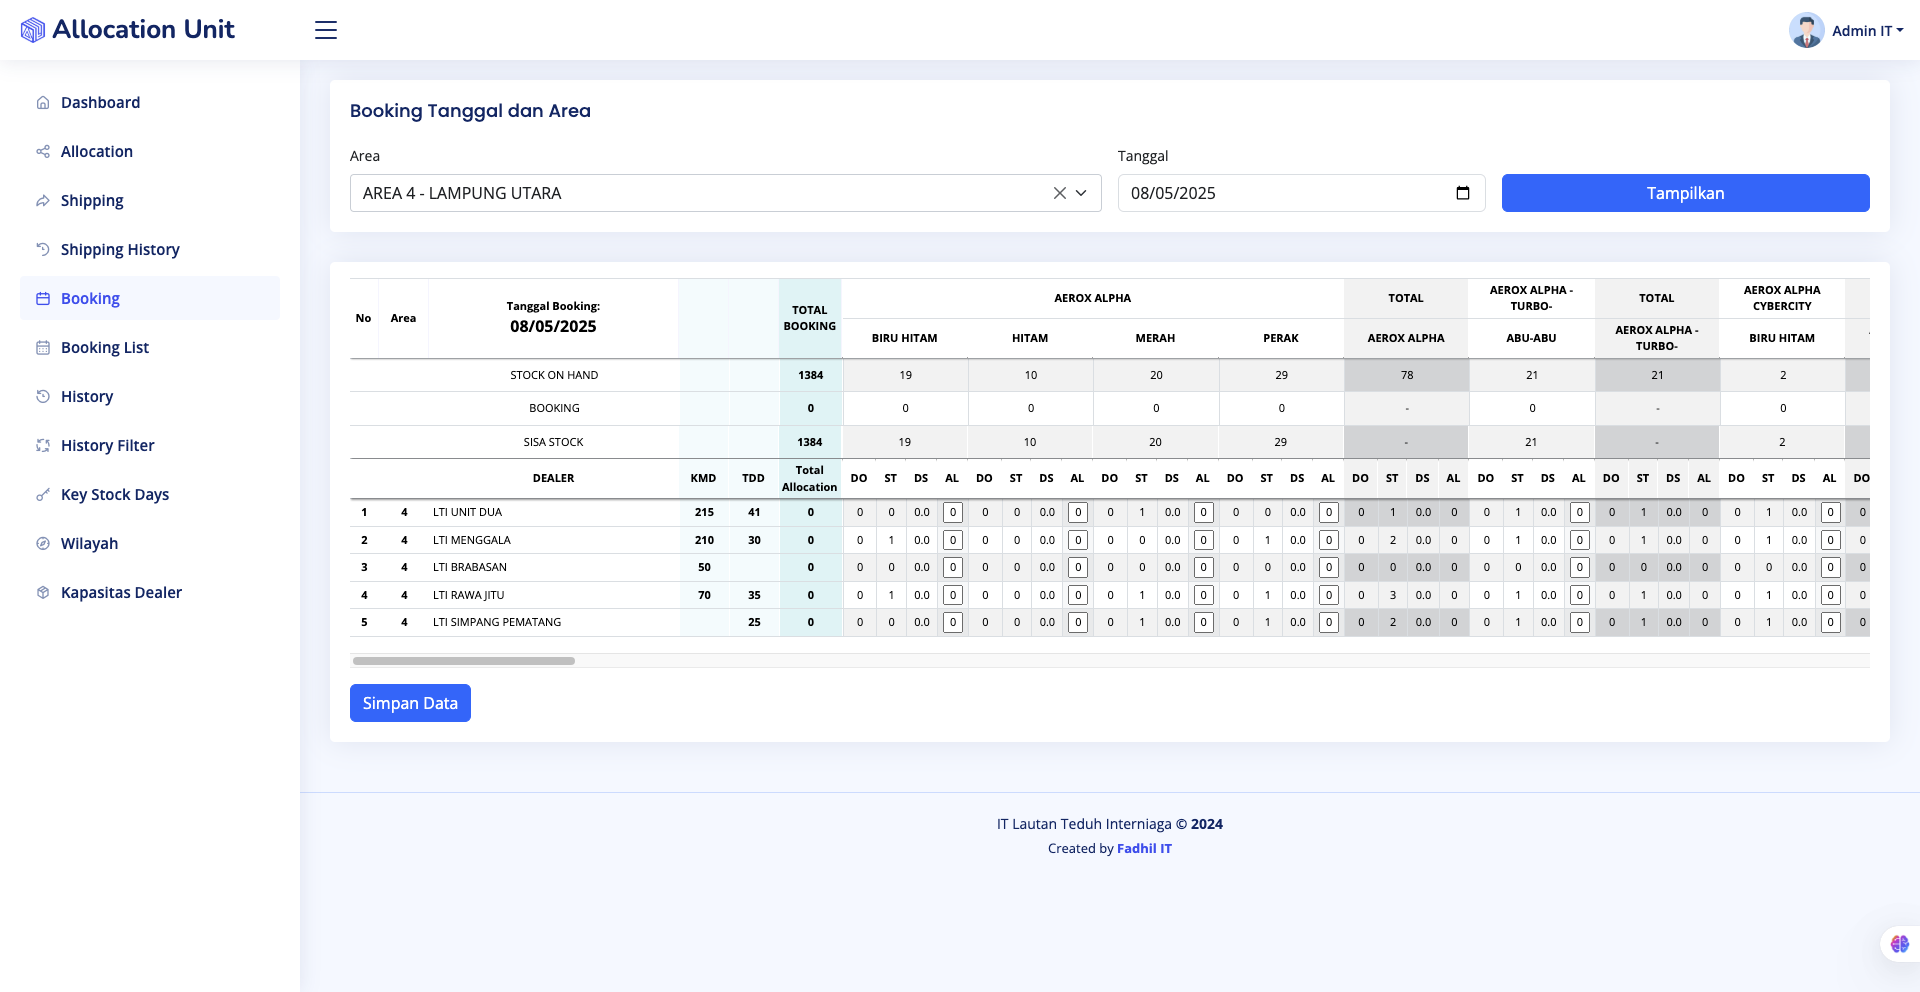 Allocation Unit
Admin IT
Dashboard
Allocation
Shipping
Shipping History
Booking
Booking List
History
History Filter
Key Stock Days
Wilayah
Kapasitas Dealer
Booking Tanggal dan Area
Area Tanggal
AREA 4 - LAMPUNG UTARA 08/05/2025 Tampilkan
No Area Tanggal Booking: 08/05/2025 TOTAL BOOKING AEROX ALPHA TOTAL AEROX ALPHA - TURBO- TOTAL AEROX ALPHA CYBERCITY
BIRU HITAM HITAM MERAH PERAK AEROX ALPHA ABU-ABU AEROX ALPHA - TURBO- BIRU HITAM
STOCK ON HAND 1384 19 10 20 29 78 21 21 2
BOOKING 0 0 0 0 0 - 0 - 0
SISA STOCK 1384 19 10 20 29 - 21 - 2
DEALER KMD TDD Total Allocation DO ST DS AL DO ST DS AL DO ST DS AL DO ST DS AL DO ST DS AL DO ST DS AL DO ST DS AL DO ST DS AL DO
1 4 LTI UNIT DUA 215 41 0 0 0 0.0 0 0 0 0.0 0 0 1 0.0 0 0 0 0.0 0 0 1 0.0 0 0 1 0.0 0 0 1 0.0 0 0 1 0.0 0 0
2 4 LTI MENGGALA 210 30 0 0 1 0.0 0 0 0 0.0 0 0 0 0.0 0 0 1 0.0 0 0 2 0.0 0 0 1 0.0 0 0 1 0.0 0 0 1 0.0 0 0
3 4 LTI BRABASAN 50 0 0 0 0.0 0 0 0 0.0 0 0 0 0.0 0 0 0 0.0 0 0 0 0.0 0 0 0 0.0 0 0 0 0.0 0 0 0 0.0 0 0
4 4 LTI RAWA JITU 70 35 0 0 1 0.0 0 0 0 0.0 0 0 1 0.0 0 0 1 0.0 0 0 3 0.0 0 0 1 0.0 0 0 1 0.0 0 0 1 0.0 0 0
5 4 LTI SIMPANG PEMATANG 25 0 0 0 0.0 0 0 0 0.0 0 0 1 0.0 0 0 1 0.0 0 0 2 0.0 0 0 1 0.0 0 0 1 0.0 0 0 1 0.0 0 0
Simpan Data
IT Lautan Teduh Interniaga © 2024
Created by Fadhil IT